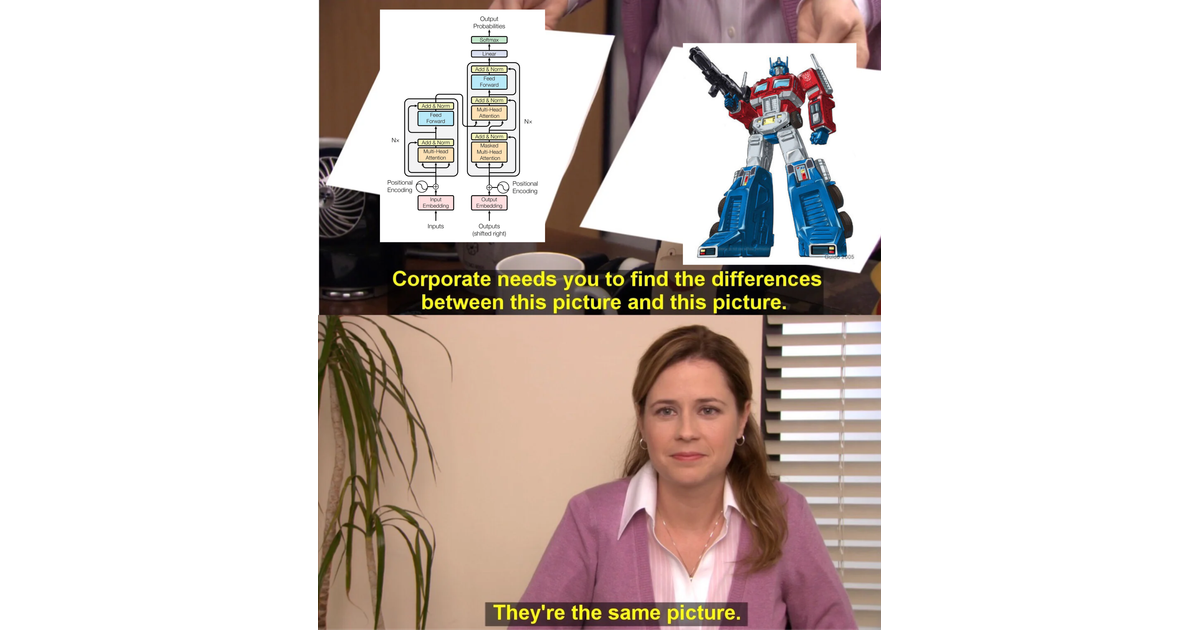 Output
Probabilities
Softmax
Linear
Add & Norm
Feed
Forward
Add & Norm
Multi-Head
Attention
Add & Norm
Masked
Multi-Head
Attention
Nx
Add & Norm
Feed
Forward
Nx
Add & Norm
Multi-Head
Attention
Positional
Encoding
Positional
Encoding
Input
Embedding
Output
Embedding
Inputs
Outputs
(shifted right)
2005
Corporate needs you to find the differences
between this picture and this picture.
They're the same picture.